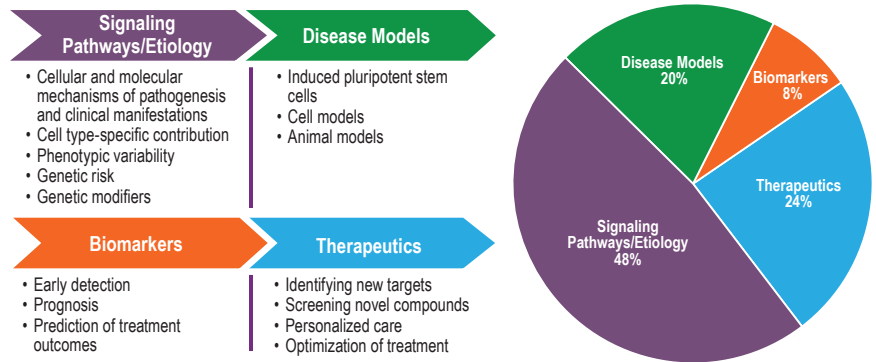 Signaling
Pathways/Etiology
• Cellular and molecular
mechanisms of pathogenesis
and clinical manifestations
• Cell type-specific contribution
• Phenotypic variability
• Genetic risk
• Genetic modifiers
Disease Models
• Induced pluripotent stem
cells
• Cell models
• Animal models
Biomarkers
• Early detection
• Prognosis
• Prediction of treatment
outcomes
Therapeutics
• Identifying new targets
• Screening novel compounds
• Personalized care
• Optimization of treatment
Disease Models
20%
Biomarkers
8%
Therapeutics
24%
Signaling
Pathways/Etiology
48%